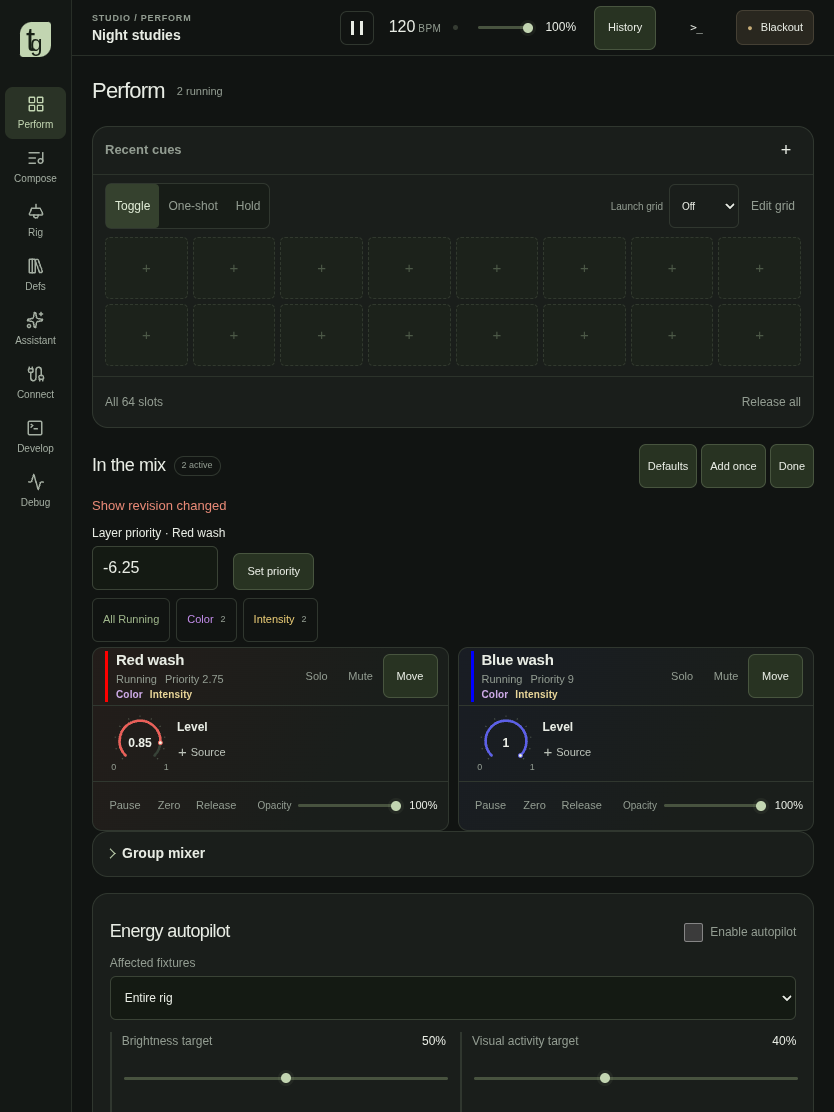 tg
STUDIO / PERFORM
Night studies
120 BPM
100%
History
>_
Blackout
Perform
Compose
Rig
Defs
Assistant
Connect
Develop
Debug
Perform
2 running
Recent cues
+
Toggle
One-shot
Hold
Launch grid
Off
Edit grid
+ + + + + + + +
+ + + + + + + +
All 64 slots
Release all
In the mix
2 active
Defaults
Add once
Done
Show revision changed
Layer priority · Red wash
-6.25
Set priority
All Running
Color 2
Intensity 2
Red wash
Running Priority 2.75
Color Intensity
Solo
Mute
Move
0.85
0 1
Level
+ Source
Pause
Zero
Release
Opacity
100%
Blue wash
Running Priority 9
Color Intensity
Solo
Mute
Move
1
0 1
Level
+ Source
Pause
Zero
Release
Opacity
100%
Group mixer
Energy autopilot
Enable autopilot
Affected fixtures
Entire rig
Brightness target
50%
Visual activity target
40%